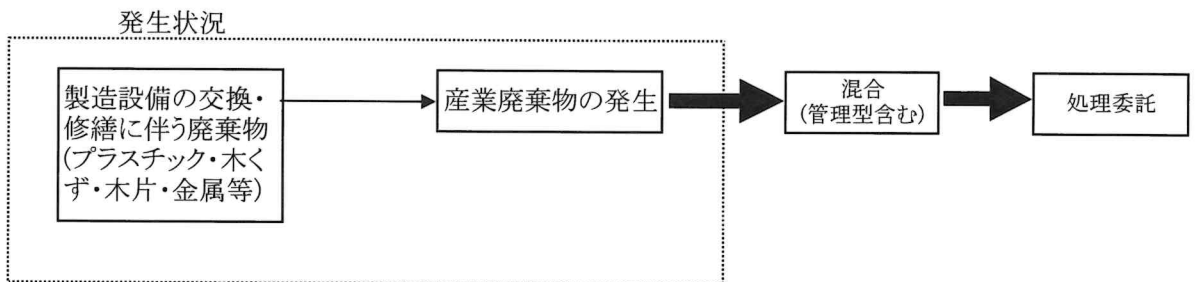 発生状況
製造設備の交換・
修繕に伴う廃棄物
(プラスチック・木く
ず・木片・金属等)
産業廃棄物の発生
混合
(管理型含む)
処理委託